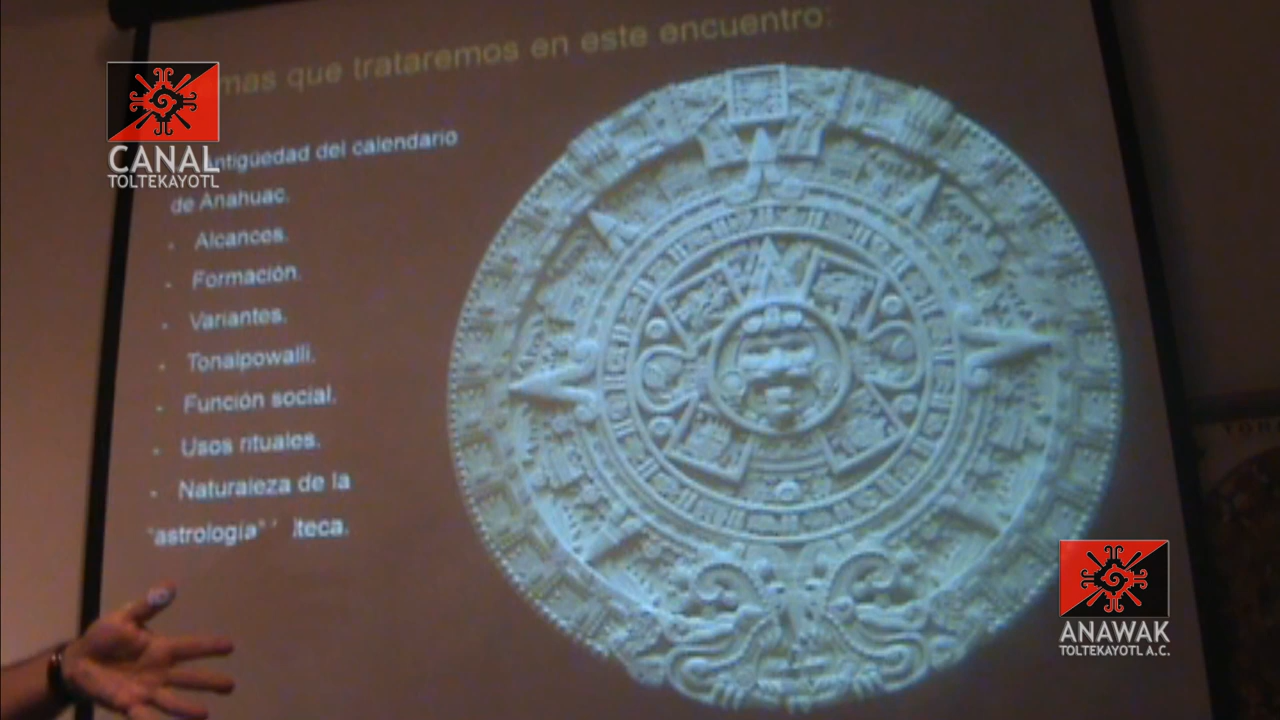 mas que trataremos en este encuentro:
CANAL
TOLTEKAYOTL
ntigüedad del calendario
de Anahuac.
- Alcances.
- Formación.
- Variantes.
- Tonalpowalli.
- Función social.
- Usos rituales.
- Naturaleza de la
"astrología" lteca.
ANAWAK
TOLTEKAYOTL A.C.